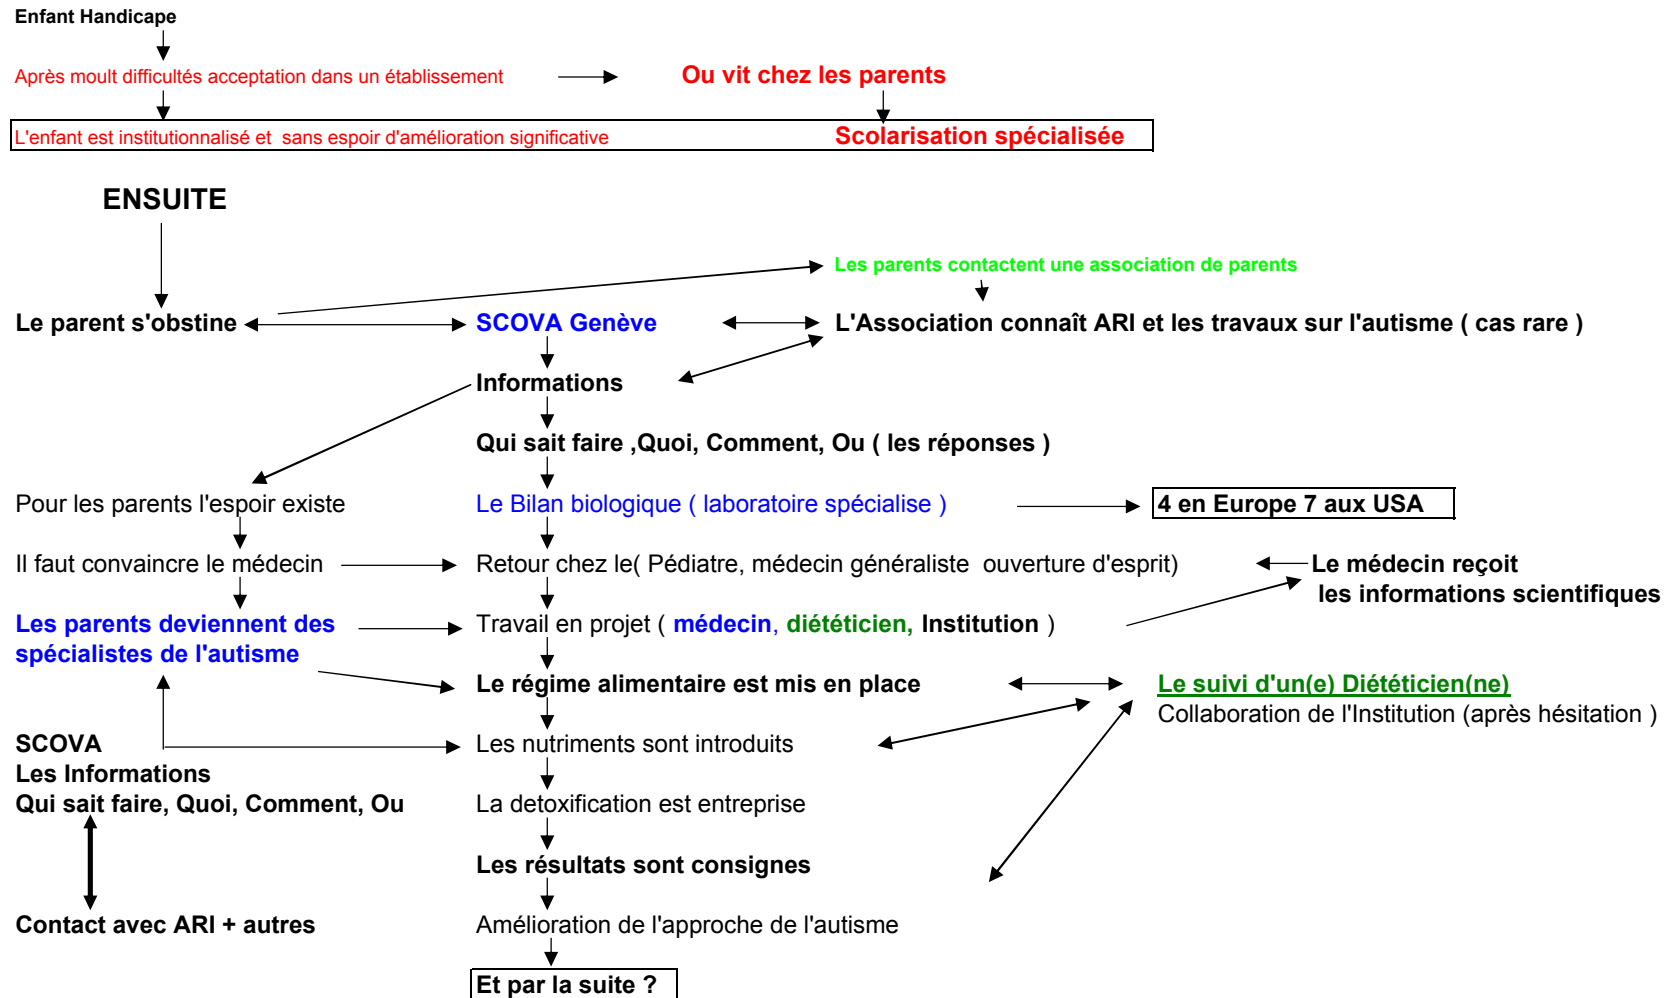 Enfant Handicape
Après moult difficultés acceptation dans un établissement
Ou vit chez les parents
L'enfant est institutionnalisé et  sans espoir d'amélioration significative
Scolarisation spécialisée
ENSUITE
Les parents contactent une association de parents
Le parent s'obstine
SCOVA Genève
L'Association connaît ARI et les travaux sur l'autisme ( cas rare )
Informations
Qui sait faire ,Quoi, Comment, Ou ( les réponses )
Pour les parents l'espoir existe
Le Bilan biologique ( laboratoire spécialise )
4 en Europe 7 aux USA
Il faut convaincre le médecin
Retour chez le( Pédiatre, médecin généraliste  ouverture d'esprit)
Le médecin reçoit
les informations scientifiques
Les parents deviennent des
spécialistes de l'autisme
Travail en projet ( médecin, diététicien, Institution )
Le régime alimentaire est mis en place
Le suivi d'un(e) Diététicien(ne)
Collaboration de l'Institution (après hésitation )
SCOVA
Les Informations
Qui sait faire, Quoi, Comment, Ou
Les nutriments sont introduits
La detoxification est entreprise
Les résultats sont consignes
Contact avec ARI + autres
Amélioration de l'approche de l'autisme
Et par la suite ?